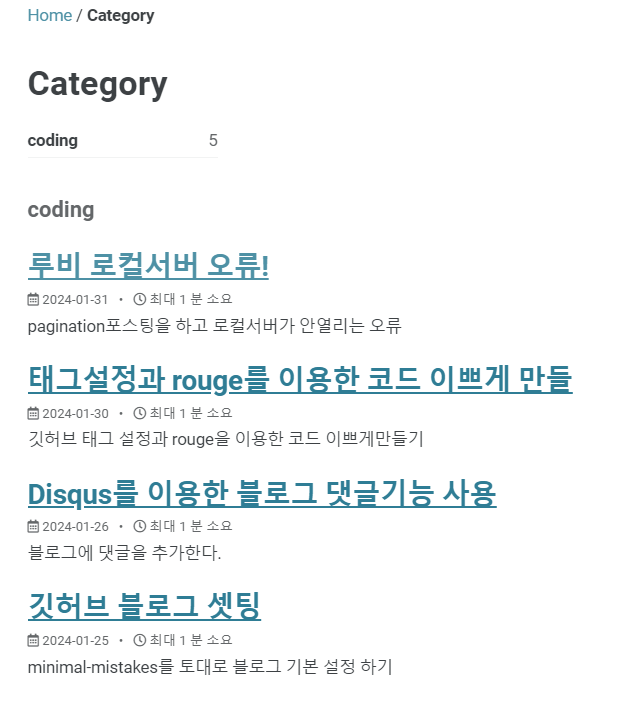 Home / Category
Category
coding 5
coding
루비 로컬서버 오류!
2024-01-31 • 최대 1 분 소요
pagination포스팅을 하고 로컬서버가 안열리는 오류
태그설정과 rouge를 이용한 코드 이쁘게 만들
2024-01-30 • 최대 1 분 소요
깃허브 태그 설정과 rouge을 이용한 코드 이쁘게만들기
Disqus를 이용한 블로그 댓글기능 사용
2024-01-26 • 최대 1 분 소요
블로그에 댓글을 추가한다.
깃허브 블로그 셋팅
2024-01-25 • 최대 1 분 소요
minimal-mistakes를 토대로 블로그 기본 설정 하기